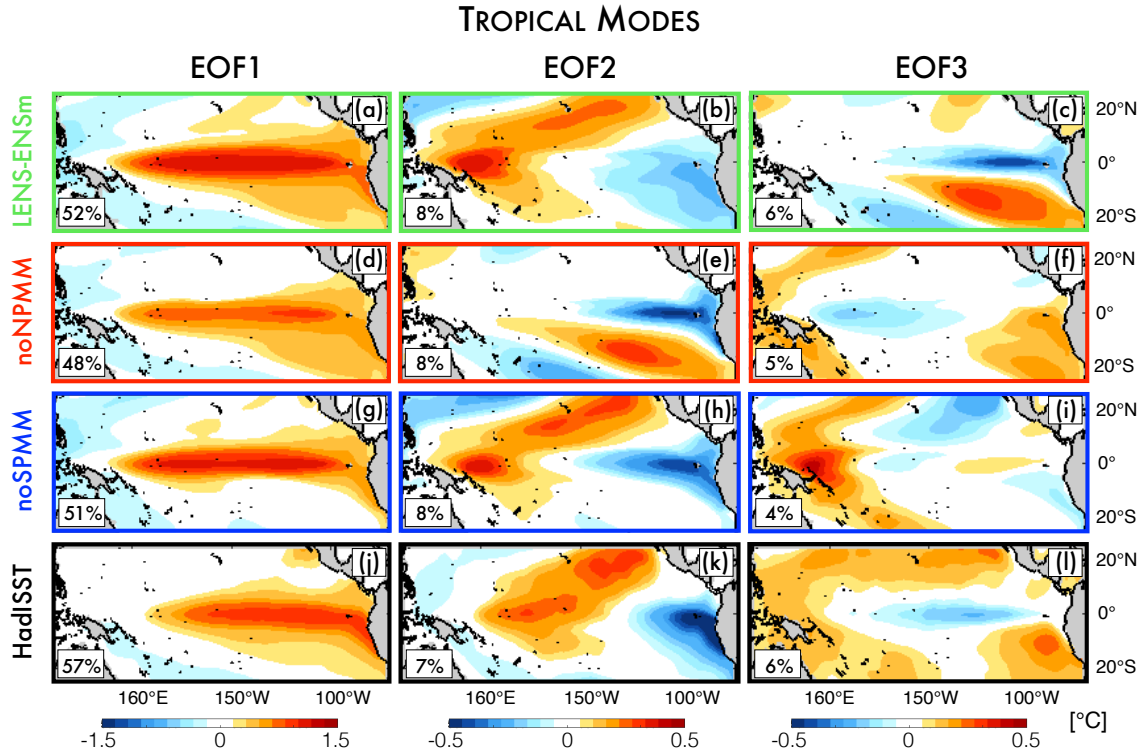 TROPICAL MODES
EOF1 EOF2 EOF3
LENS-ENSm
(a) (b) (c)
52% 8% 6%
20°N
0°
20°S
noNPMM
(d) (e) (f)
48% 8% 5%
20°N
0°
20°S
noSPMM
(g) (h) (i)
51% 8% 4%
20°N
0°
20°S
HadISST
(j) (k) (l)
57% 7% 6%
20°N
0°
20°S
160°E 150°W 100°W 160°E 150°W 100°W 160°E 150°W 100°W
-1.5 0 1.5 -0.5 0 0.5 -0.5 0 0.5 [°C]